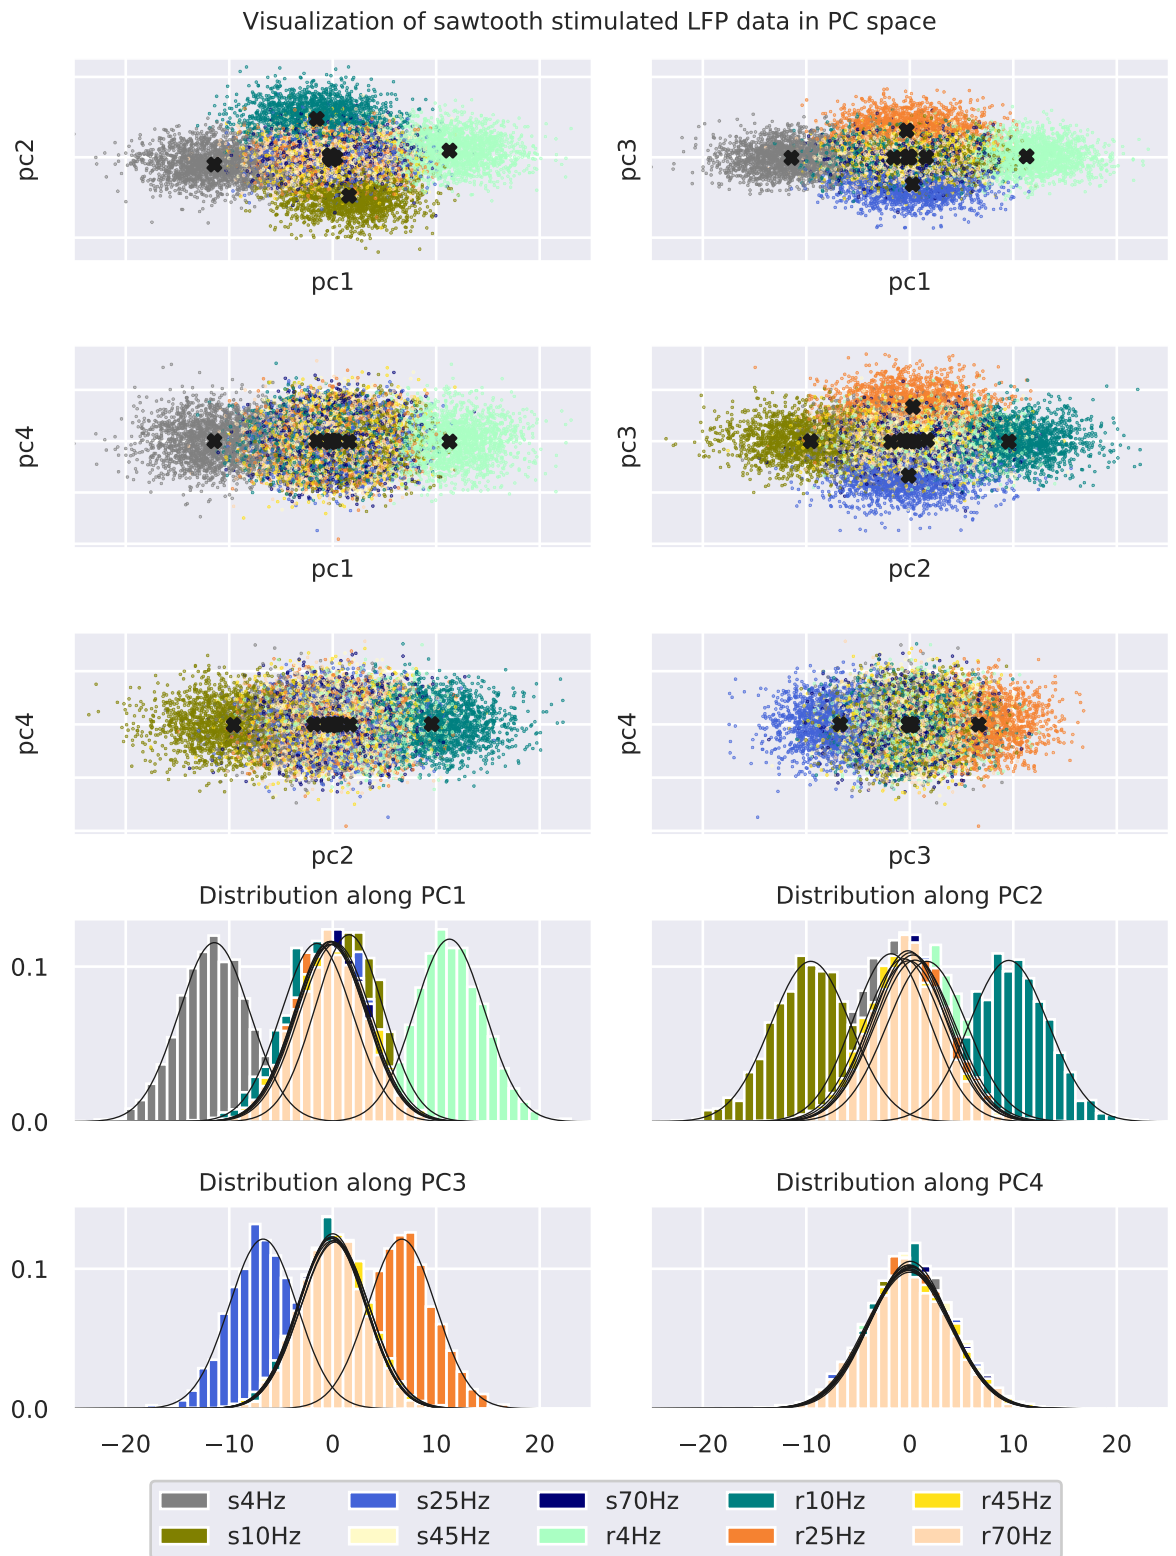 Visualization of sawtooth stimulated LFP data in PC space
pc2
pc1
pc3
pc1
pc4
pc1
pc3
pc2
pc4
pc2
pc4
pc3
Distribution along PC1
Distribution along PC2
0.1
0.0
Distribution along PC3
Distribution along PC4
0.1
0.0
−20 −10 0 10 20
−20 −10 0 10 20
s4Hz s25Hz s70Hz r10Hz r45Hz
s10Hz s45Hz r4Hz r25Hz r70Hz